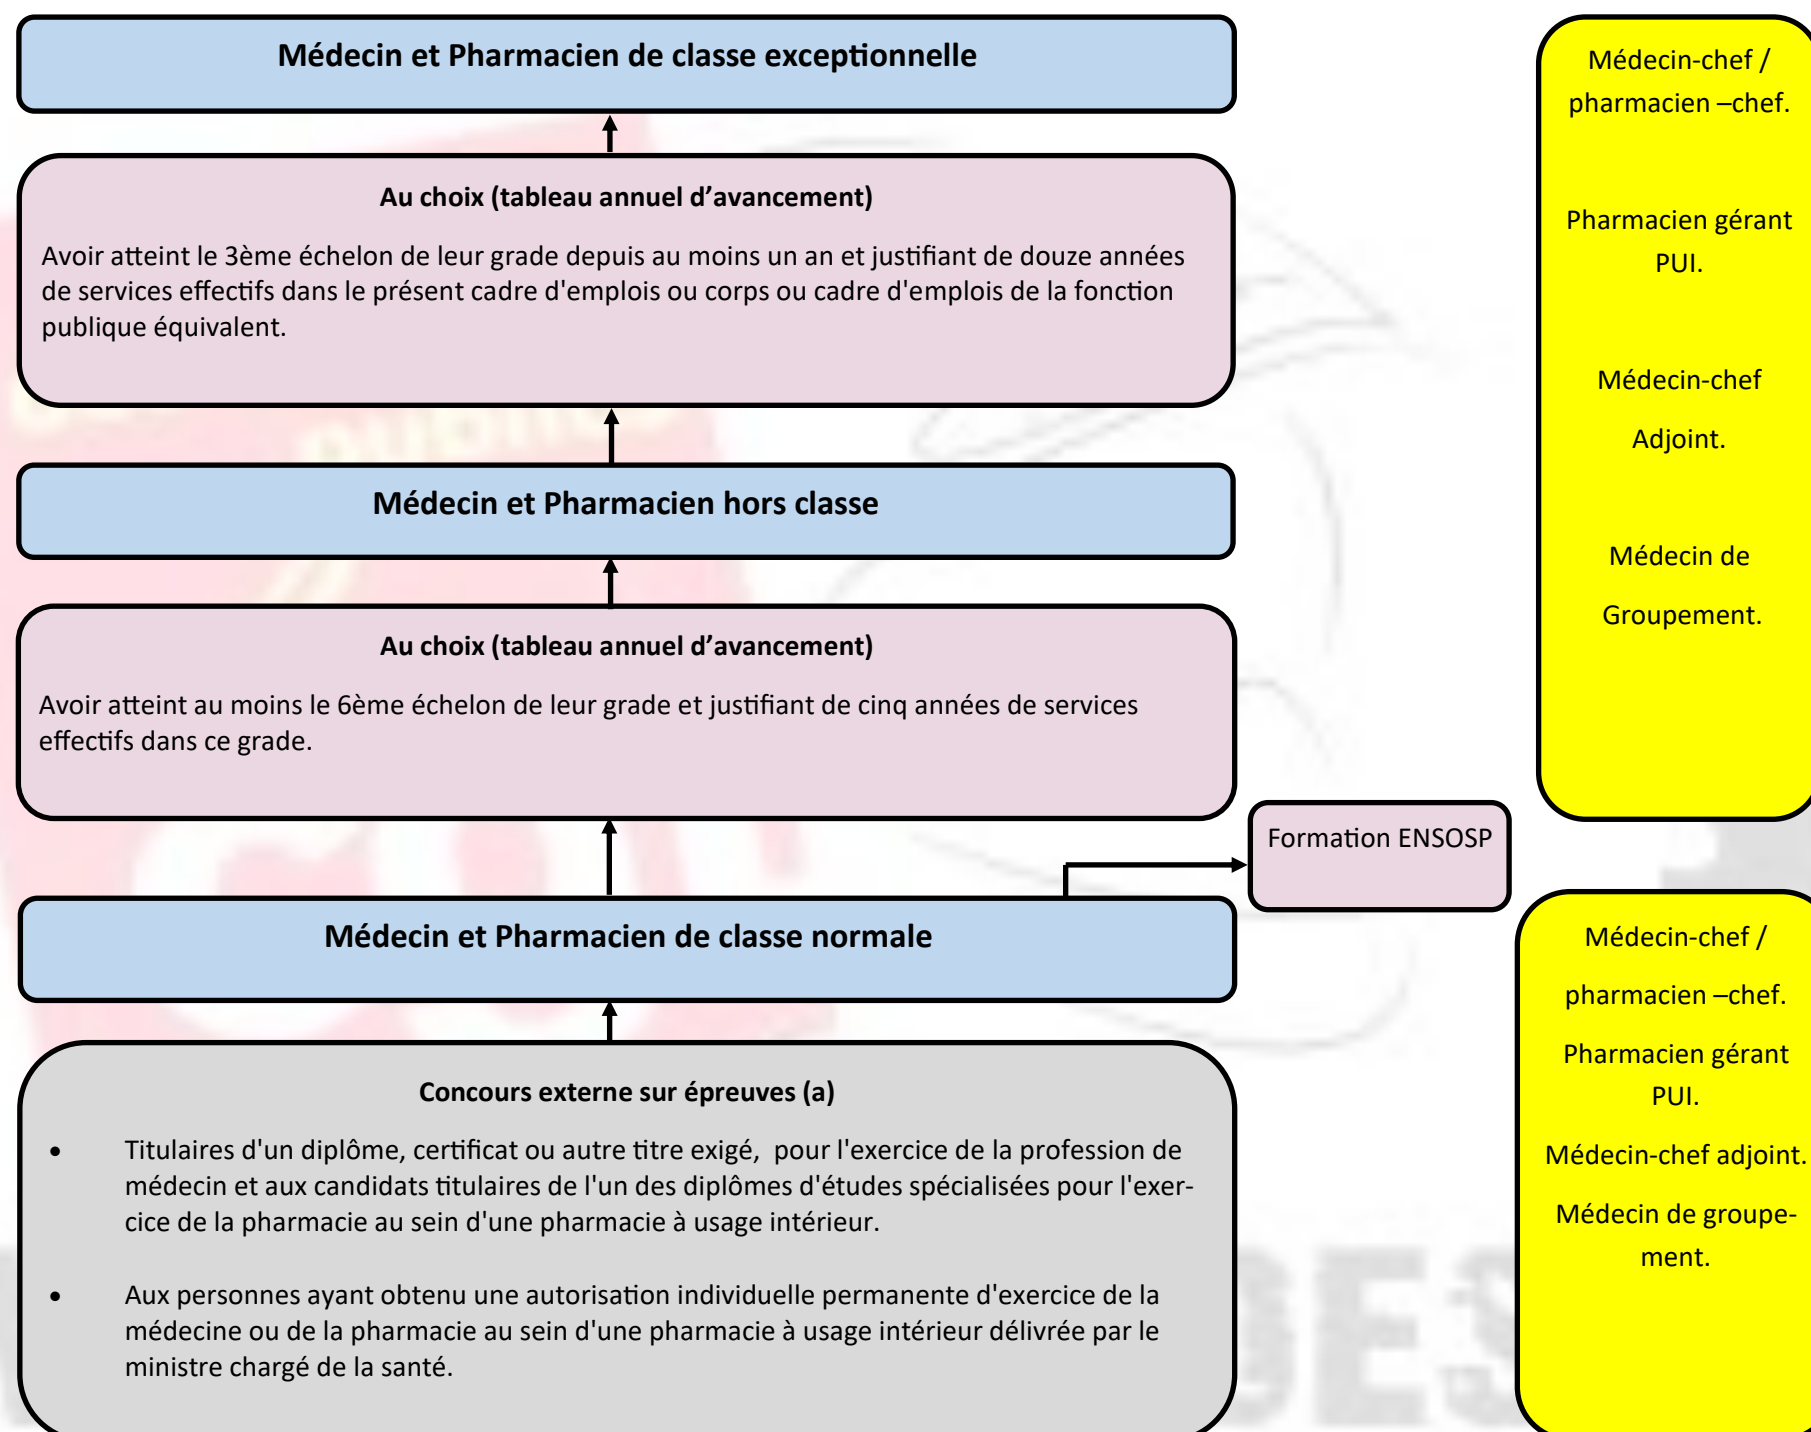 Médecin et Pharmacien de classe exceptionnelle
Au choix (tableau annuel d’avancement)
Avoir atteint le 3ème échelon de leur grade depuis au moins un an et justifiant de douze années
de services effectifs dans le présent cadre d'emplois ou corps ou cadre d'emplois de la fonction
publique équivalent.
Médecin et Pharmacien hors classe
Au choix (tableau annuel d’avancement)
Avoir atteint au moins le 6ème échelon de leur grade et justifiant de cinq années de services
effectifs dans ce grade.
Formation ENSOSP
Médecin et Pharmacien de classe normale
Concours externe sur épreuves (a)
• Titulaires d'un diplôme, certificat ou autre titre exigé,  pour l'exercice de la profession de
médecin et aux candidats titulaires de l'un des diplômes d'études spécialisées pour l'exer-
cice de la pharmacie au sein d'une pharmacie à usage intérieur.
• Aux personnes ayant obtenu une autorisation individuelle permanente d'exercice de la
médecine ou de la pharmacie au sein d'une pharmacie à usage intérieur délivrée par le
ministre chargé de la santé.
Médecin-chef /
pharmacien –chef.
Pharmacien gérant
PUI.
Médecin-chef
Adjoint.
Médecin de
Groupement.
Médecin-chef /
pharmacien –chef.
Pharmacien gérant
PUI.
Médecin-chef adjoint.
Médecin de groupe-
ment.